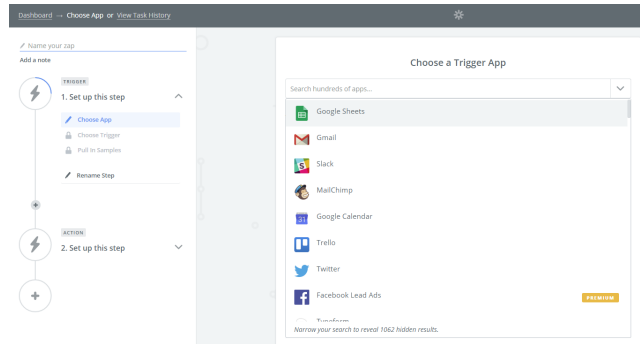 Dashboard → Choose App or View Task History
Name your zap
Add a note
TRIGGER
1. Set up this step
Choose App
Choose Trigger
Pull In Samples
Rename Step
ACTION
2. Set up this step
Choose a Trigger App
Search hundreds of apps...
Google Sheets
Gmail
Slack
MailChimp
31
Google Calendar
Trello
Twitter
Facebook Lead Ads
PREMIUM
Typeform
Narrow your search to reveal 1062 hidden results.